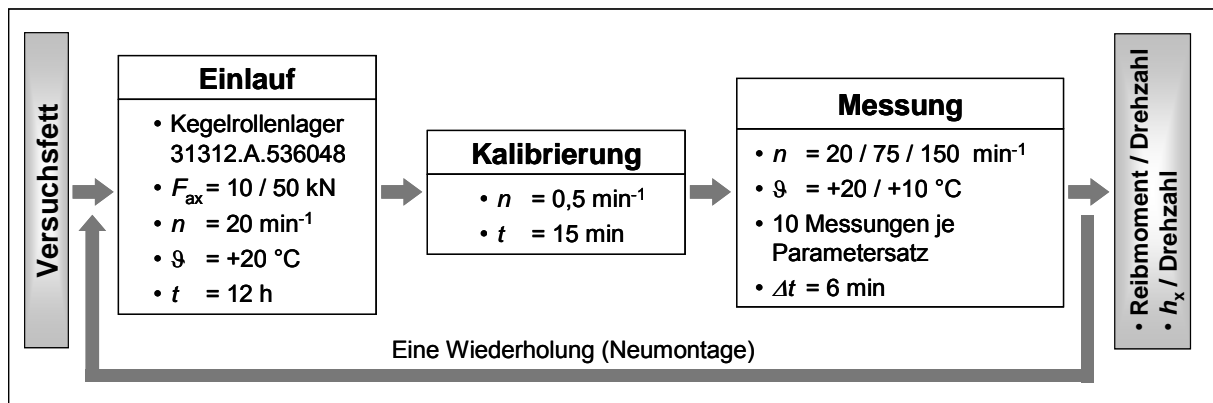 Versuchsfett
Einlauf
• Kegelrollenlager
31312.A.536048
• Fax = 10 / 50 kN
• n = 20 min-1
• ϑ = +20 °C
• t = 12 h
Kalibrierung
• n = 0,5 min-1
• t = 15 min
Messung
• n = 20 / 75 / 150 min-1
• ϑ = +20 / +10 °C
• 10 Messungen je
Parametersatz
• Δt = 6 min
• Reibmoment / Drehzahl
• hx / Drehzahl
Eine Wiederholung (Neumontage)